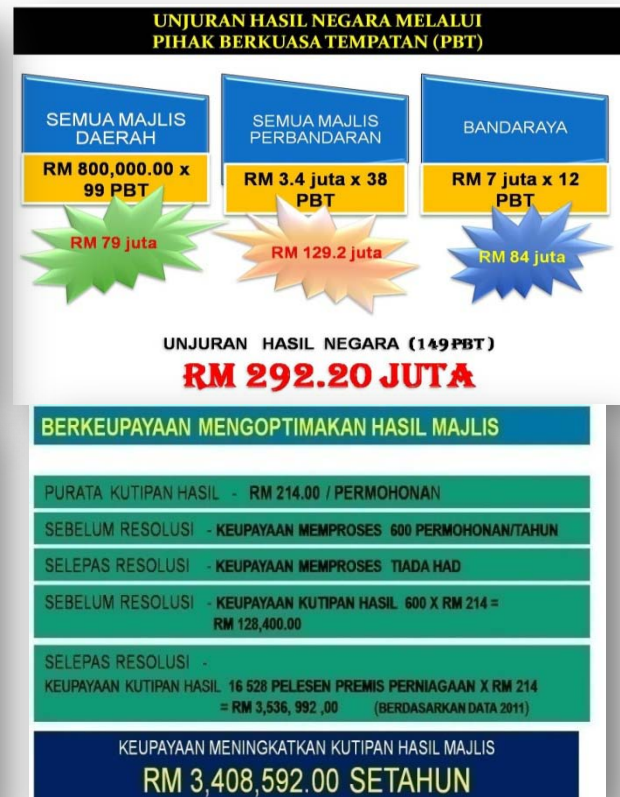 UNJURAN HASIL NEGARA MELALUI
PIHAK BERKUASA TEMPATAN (PBT)
SEMUA MAJLIS
DAERAH
RM 800,000.00 x
99 PBT
RM 79 juta
SEMUA MAJLIS
PERBANDARAN
RM 3.4 juta x 38
PBT
RM 129.2 juta
BANDARAYA
RM 7 juta x 12
PBT
RM 84 juta
UNJURAN HASIL NEGARA (149 PBT)
RM 292.20 JUTA
BERKEUPAYAAN MENGOPTIMAKAN HASIL MAJLIS
PURATA KUTIPAN HASIL - RM 214.00 / PERMOHONAN
SEBELUM RESOLUSI - KEUPAYAAN MEMPROSES 600 PERMOHONAN/TAHUN
SELEPAS RESOLUSI - KEUPAYAAN MEMPROSES TIADA HAD
SEBELUM RESOLUSI - KEUPAYAAN KUTIPAN HASIL 600 X RM 214 =
RM 128,400.00
SELEPAS RESOLUSI -
KEUPAYAAN KUTIPAN HASIL 16 528 PELESEN PREMIS PERNIAGAAN X RM 214
= RM 3,536, 992 ,00 (BERDASARKAN DATA 2011)
KEUPAYAAN MENINGKATKAN KUTIPAN HASIL MAJLIS
RM 3,408,592.00 SETAHUN